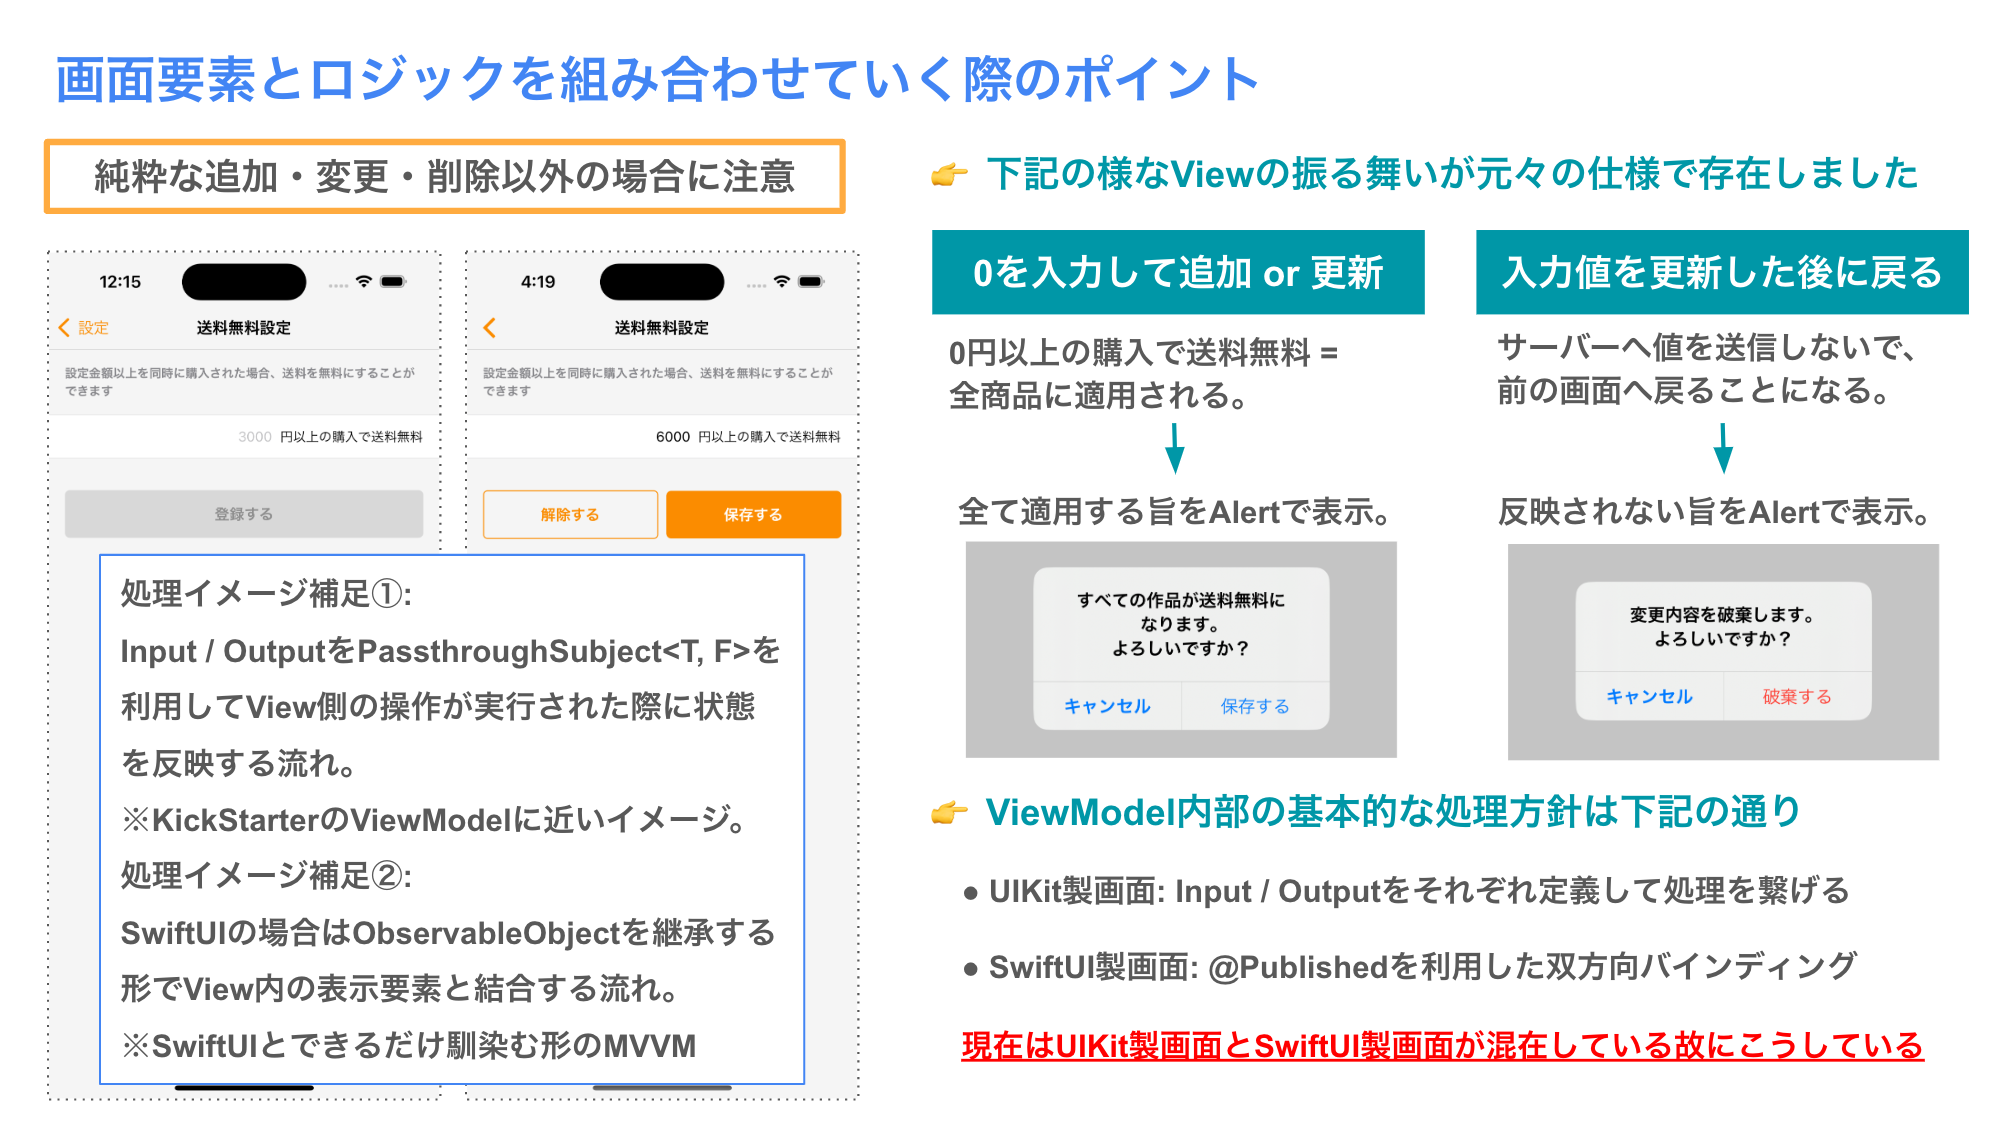 画面要素とロジックを組み合わせていく際のポイント
純粋な追加・変更・削除以外の場合に注意
12:15
設定
送料無料設定
設定金額以上を同時に購入された場合、送料を無料にすることが
できます
3000 円以上の購入で送料無料
登録する
4:19
送料無料設定
設定金額以上を同時に購入された場合、送料を無料にすることが
できます
6000 円以上の購入で送料無料
解除する
保存する
処理イメージ補足①:
Input / OutputをPassthroughSubject<T, F>を
利用してView側の操作が実行された際に状態
を反映する流れ。
※KickStarterのViewModelに近いイメージ。
処理イメージ補足②:
SwiftUIの場合はObservableObjectを継承する
形でView内の表示要素と結合する流れ。
※SwiftUIとできるだけ馴染む形のMVVM
👉 下記の様なViewの振る舞いが元々の仕様で存在しました
0を入力して追加 or 更新
0円以上の購入で送料無料 =
全商品に適用される。
全て適用する旨をAlertで表示。
すべての作品が送料無料に
なります。
よろしいですか？
キャンセル
保存する
入力値を更新した後に戻る
サーバーへ値を送信しないで、
前の画面へ戻ることになる。
反映されない旨をAlertで表示。
変更内容を破棄します。
よろしいですか？
キャンセル
破棄する
👉 ViewModel内部の基本的な処理方針は下記の通り
● UIKit製画面: Input / Outputをそれぞれ定義して処理を繋げる
● SwiftUI製画面: @Publishedを利用した双方向バインディング
現在はUIKit製画面とSwiftUI製画面が混在している故にこうしている